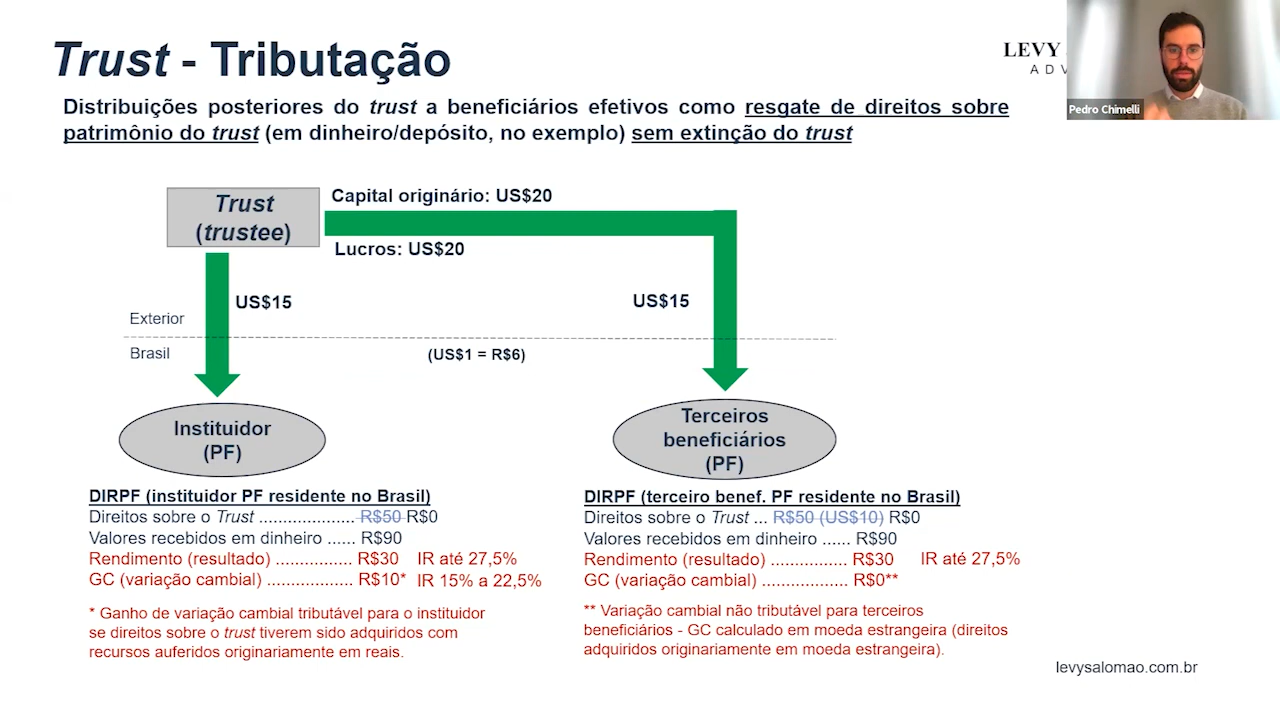 Trust - Tributação
LEVY
ADV
Pedro Chimelli
Distribuições posteriores do trust a beneficiários efetivos como resgate de direitos sobre
patrimônio do trust (em dinheiro/depósito, no exemplo) sem extinção do trust
Trust
(trustee)
Capital originário: US$20
Lucros: US$20
US$15
US$15
Exterior
Brasil
(US$1 = R$6)
Instituidor
(PF)
Terceiros
beneficiários
(PF)
DIRPF (instituidor PF residente no Brasil)
Direitos sobre o Trust .................... R$50 R$0
Valores recebidos em dinheiro ...... R$90
Rendimento (resultado) ................ R$30 IR até 27,5%
GC (variação cambial) .................. R$10* IR 15% a 22,5%
* Ganho de variação cambial tributável para o instituidor
se direitos sobre o trust tiverem sido adquiridos com
recursos auferidos originariamente em reais.
DIRPF (terceiro benef. PF residente no Brasil)
Direitos sobre o Trust ... R$50 (US$10) R$0
Valores recebidos em dinheiro ...... R$90
Rendimento (resultado) ................ R$30 IR até 27,5%
GC (variação cambial) .................. R$0**
** Variação cambial não tributável para terceiros
beneficiários - GC calculado em moeda estrangeira (direitos
adquiridos originariamente em moeda estrangeira).
levysalomao.com.br